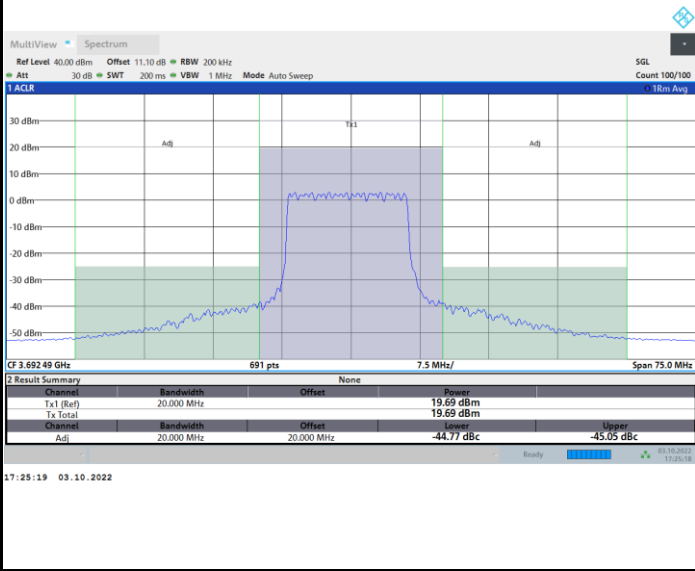 MultiView Spectrum
Ref Level 40.00 dBm Offset 11.10 dB RBW 200 kHz SGL
Att 30 dB SWT 200 ms VBW 1 MHz Mode Auto Sweep Count 100/100
1 ACLR 1Rm Avg
30 dBm
Tx1
Adj Adj
20 dBm
10 dBm
0 dBm
-10 dBm
-20 dBm
-30 dBm
-40 dBm
-50 dBm
CF 3.692 49 GHz 691 pts 7.5 MHz/ Span 75.0 MHz
2 Result Summary None
Channel Bandwidth Offset Power
Tx1 (Ref) 20.000 MHz 19.69 dBm
Tx Total 19.69 dBm
Channel Bandwidth Offset Lower Upper
Adj 20.000 MHz 20.000 MHz -44.77 dBc -45.05 dBc
Ready 03.10.2022
17:25:18
17:25:19 03.10.2022